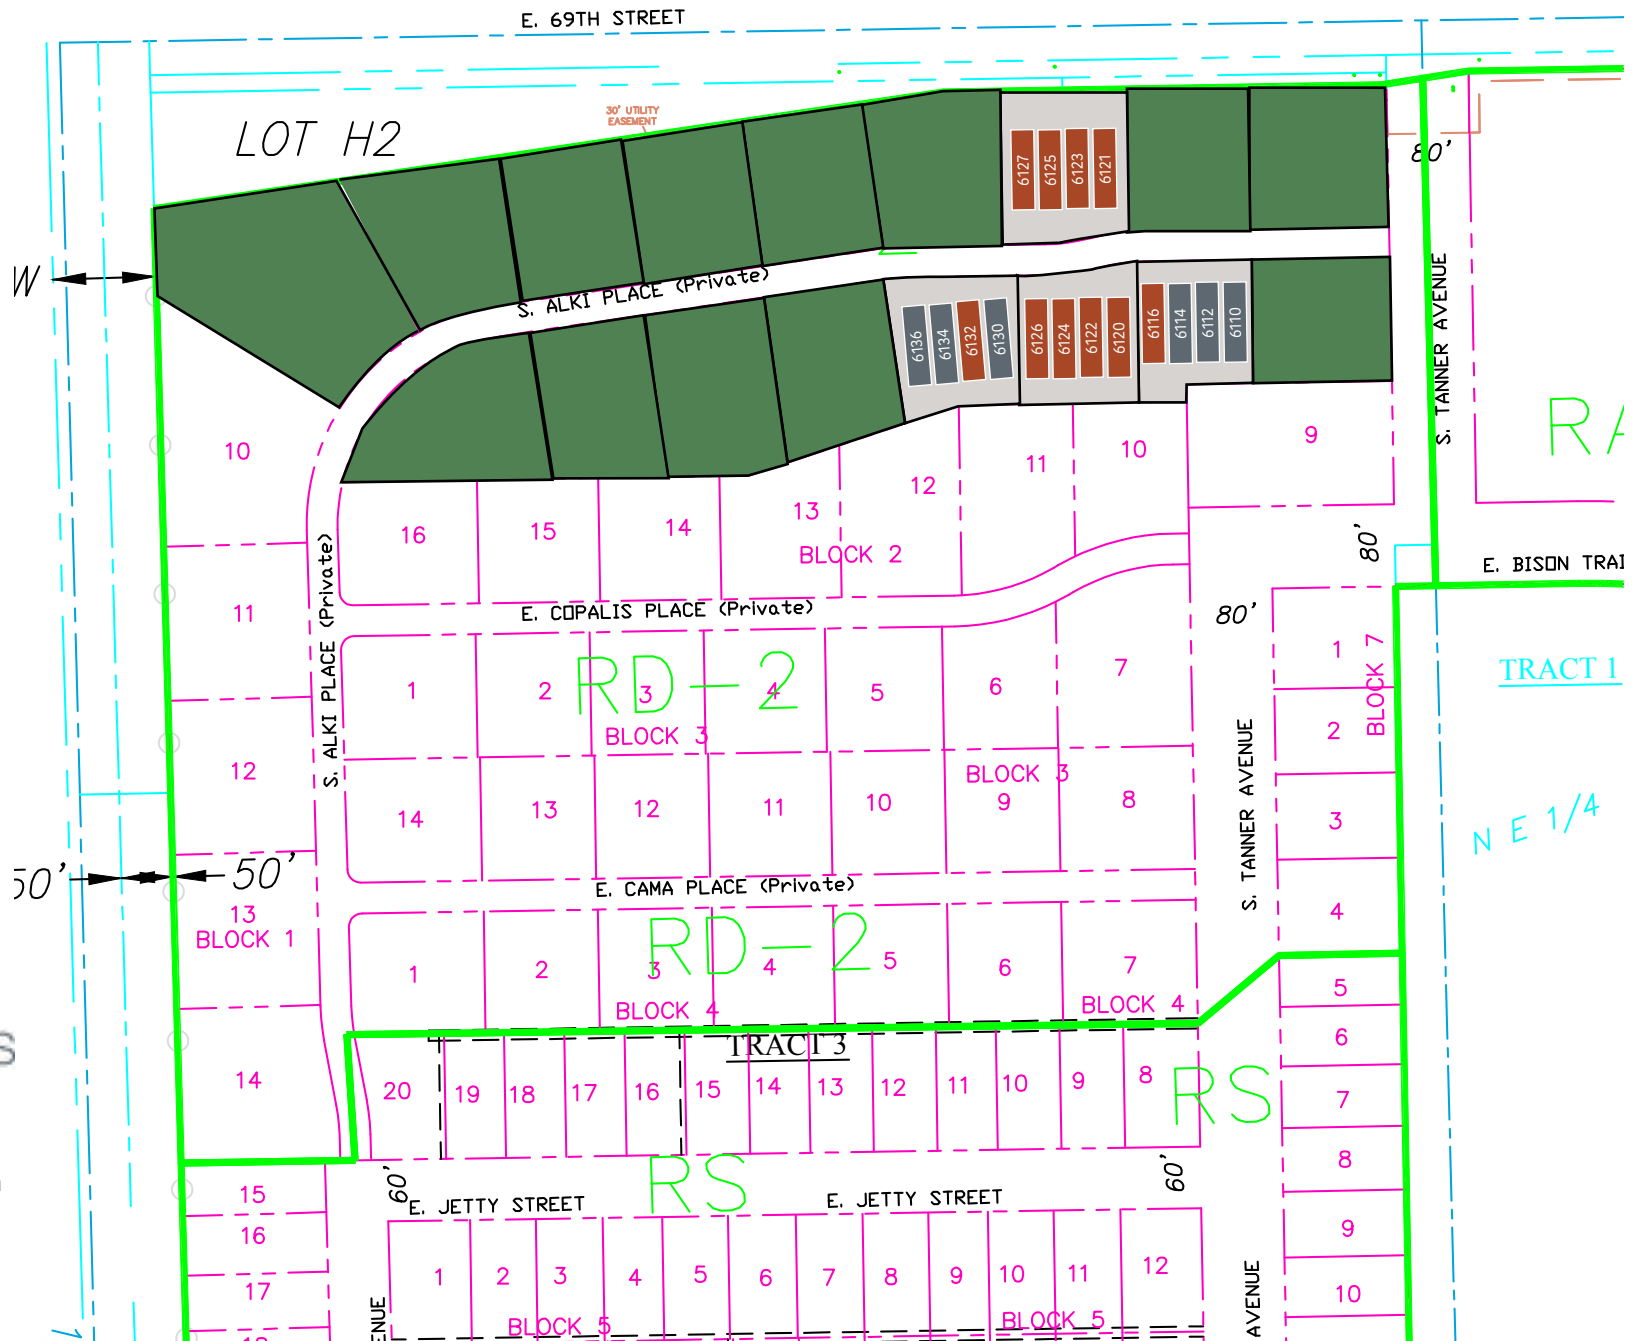 E. 69TH STREET
30' UTILITY
EASEMENT
LOT H2
80'
6127
6125
6123
6121
W
S. ALKI PLACE (Private)
6136
6134
6132
6130
6126
6124
6122
6120
6116
6114
6112
6110
S. TANNER AVENUE
RA
10
16
15
14
13
12
11
10
9
BLOCK 2
80'
E. BISON TRAI
11
S. ALKI PLACE (Private)
E. COPALIS PLACE (Private)
80'
RD-2
1
2
3
4
5
6
7
BLOCK 3
1
2
BLOCK 7
TRACT 1
12
14
13
12
11
10
9
8
BLOCK 3
S. TANNER AVENUE
3
4
N E 1/4
50'
50'
E. CAMA PLACE (Private)
13
BLOCK 1
RD-2
1
2
3
4
5
6
7
BLOCK 4
BLOCK 4
5
6
7
8
9
10
S
TRACT 3
14
20
19
18
17
16
15
14
13
12
11
10
9
8
RS
RS
60'
60'
E. JETTY STREET
E. JETTY STREET
15
16
17
18
1
2
3
4
5
6
7
8
9
10
11
12
BLOCK 5
BLOCK 5
ENUE
AVENUE